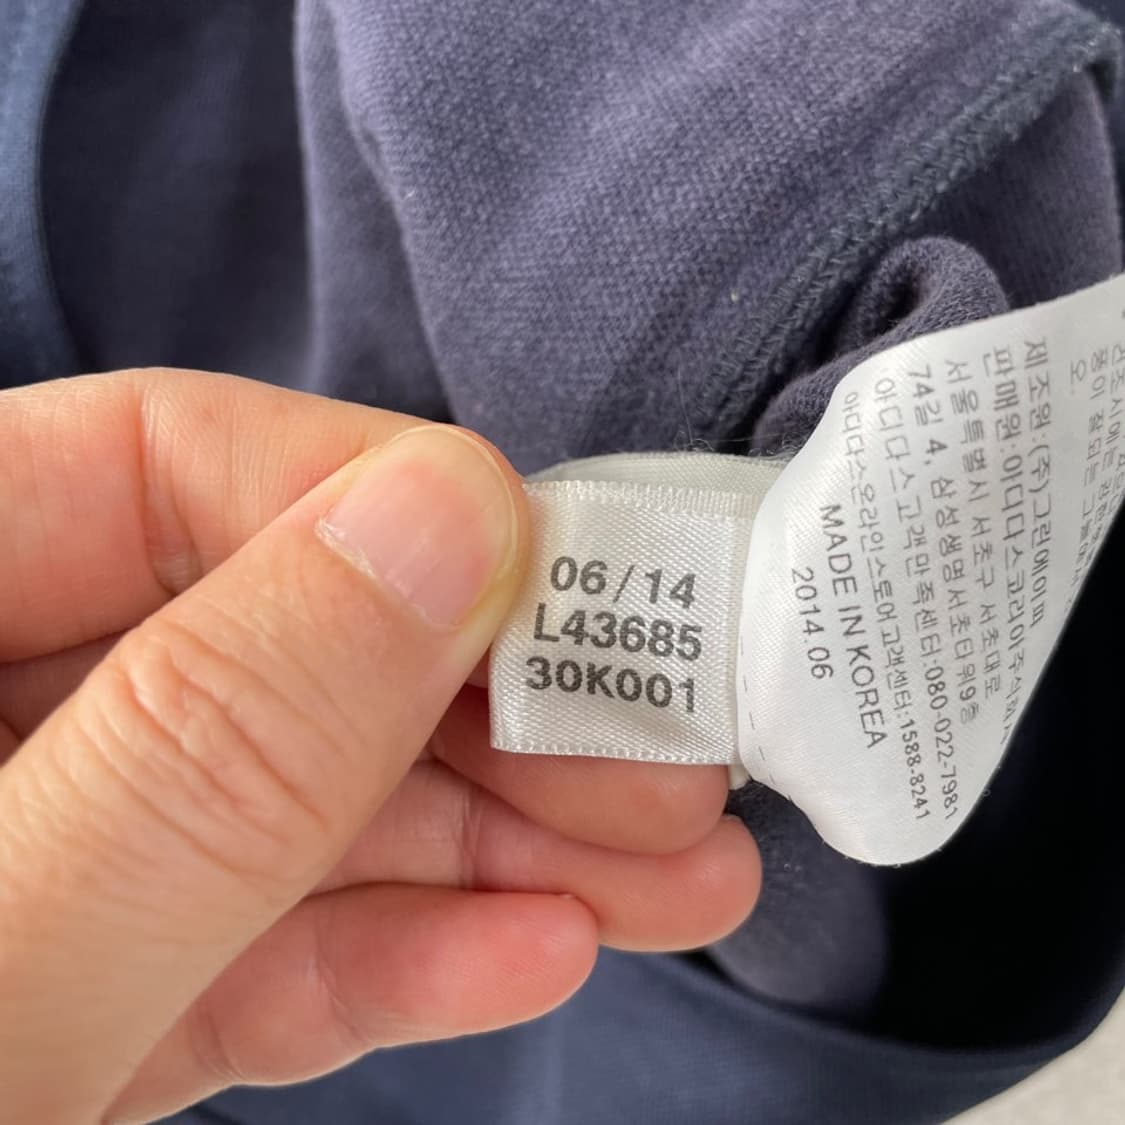 06/14
L43685
30K001
오
제조원:(주)그린에이피
판매원:아디다스코리아주식회사
서울특별시 서초구 서초대로
74길 4, 삼성생명서초타워9층
아디다스고객만족센터:080-022-7981
아디다스온라인스토어고객센터:1588-8241
MADE IN KOREA
2014.06